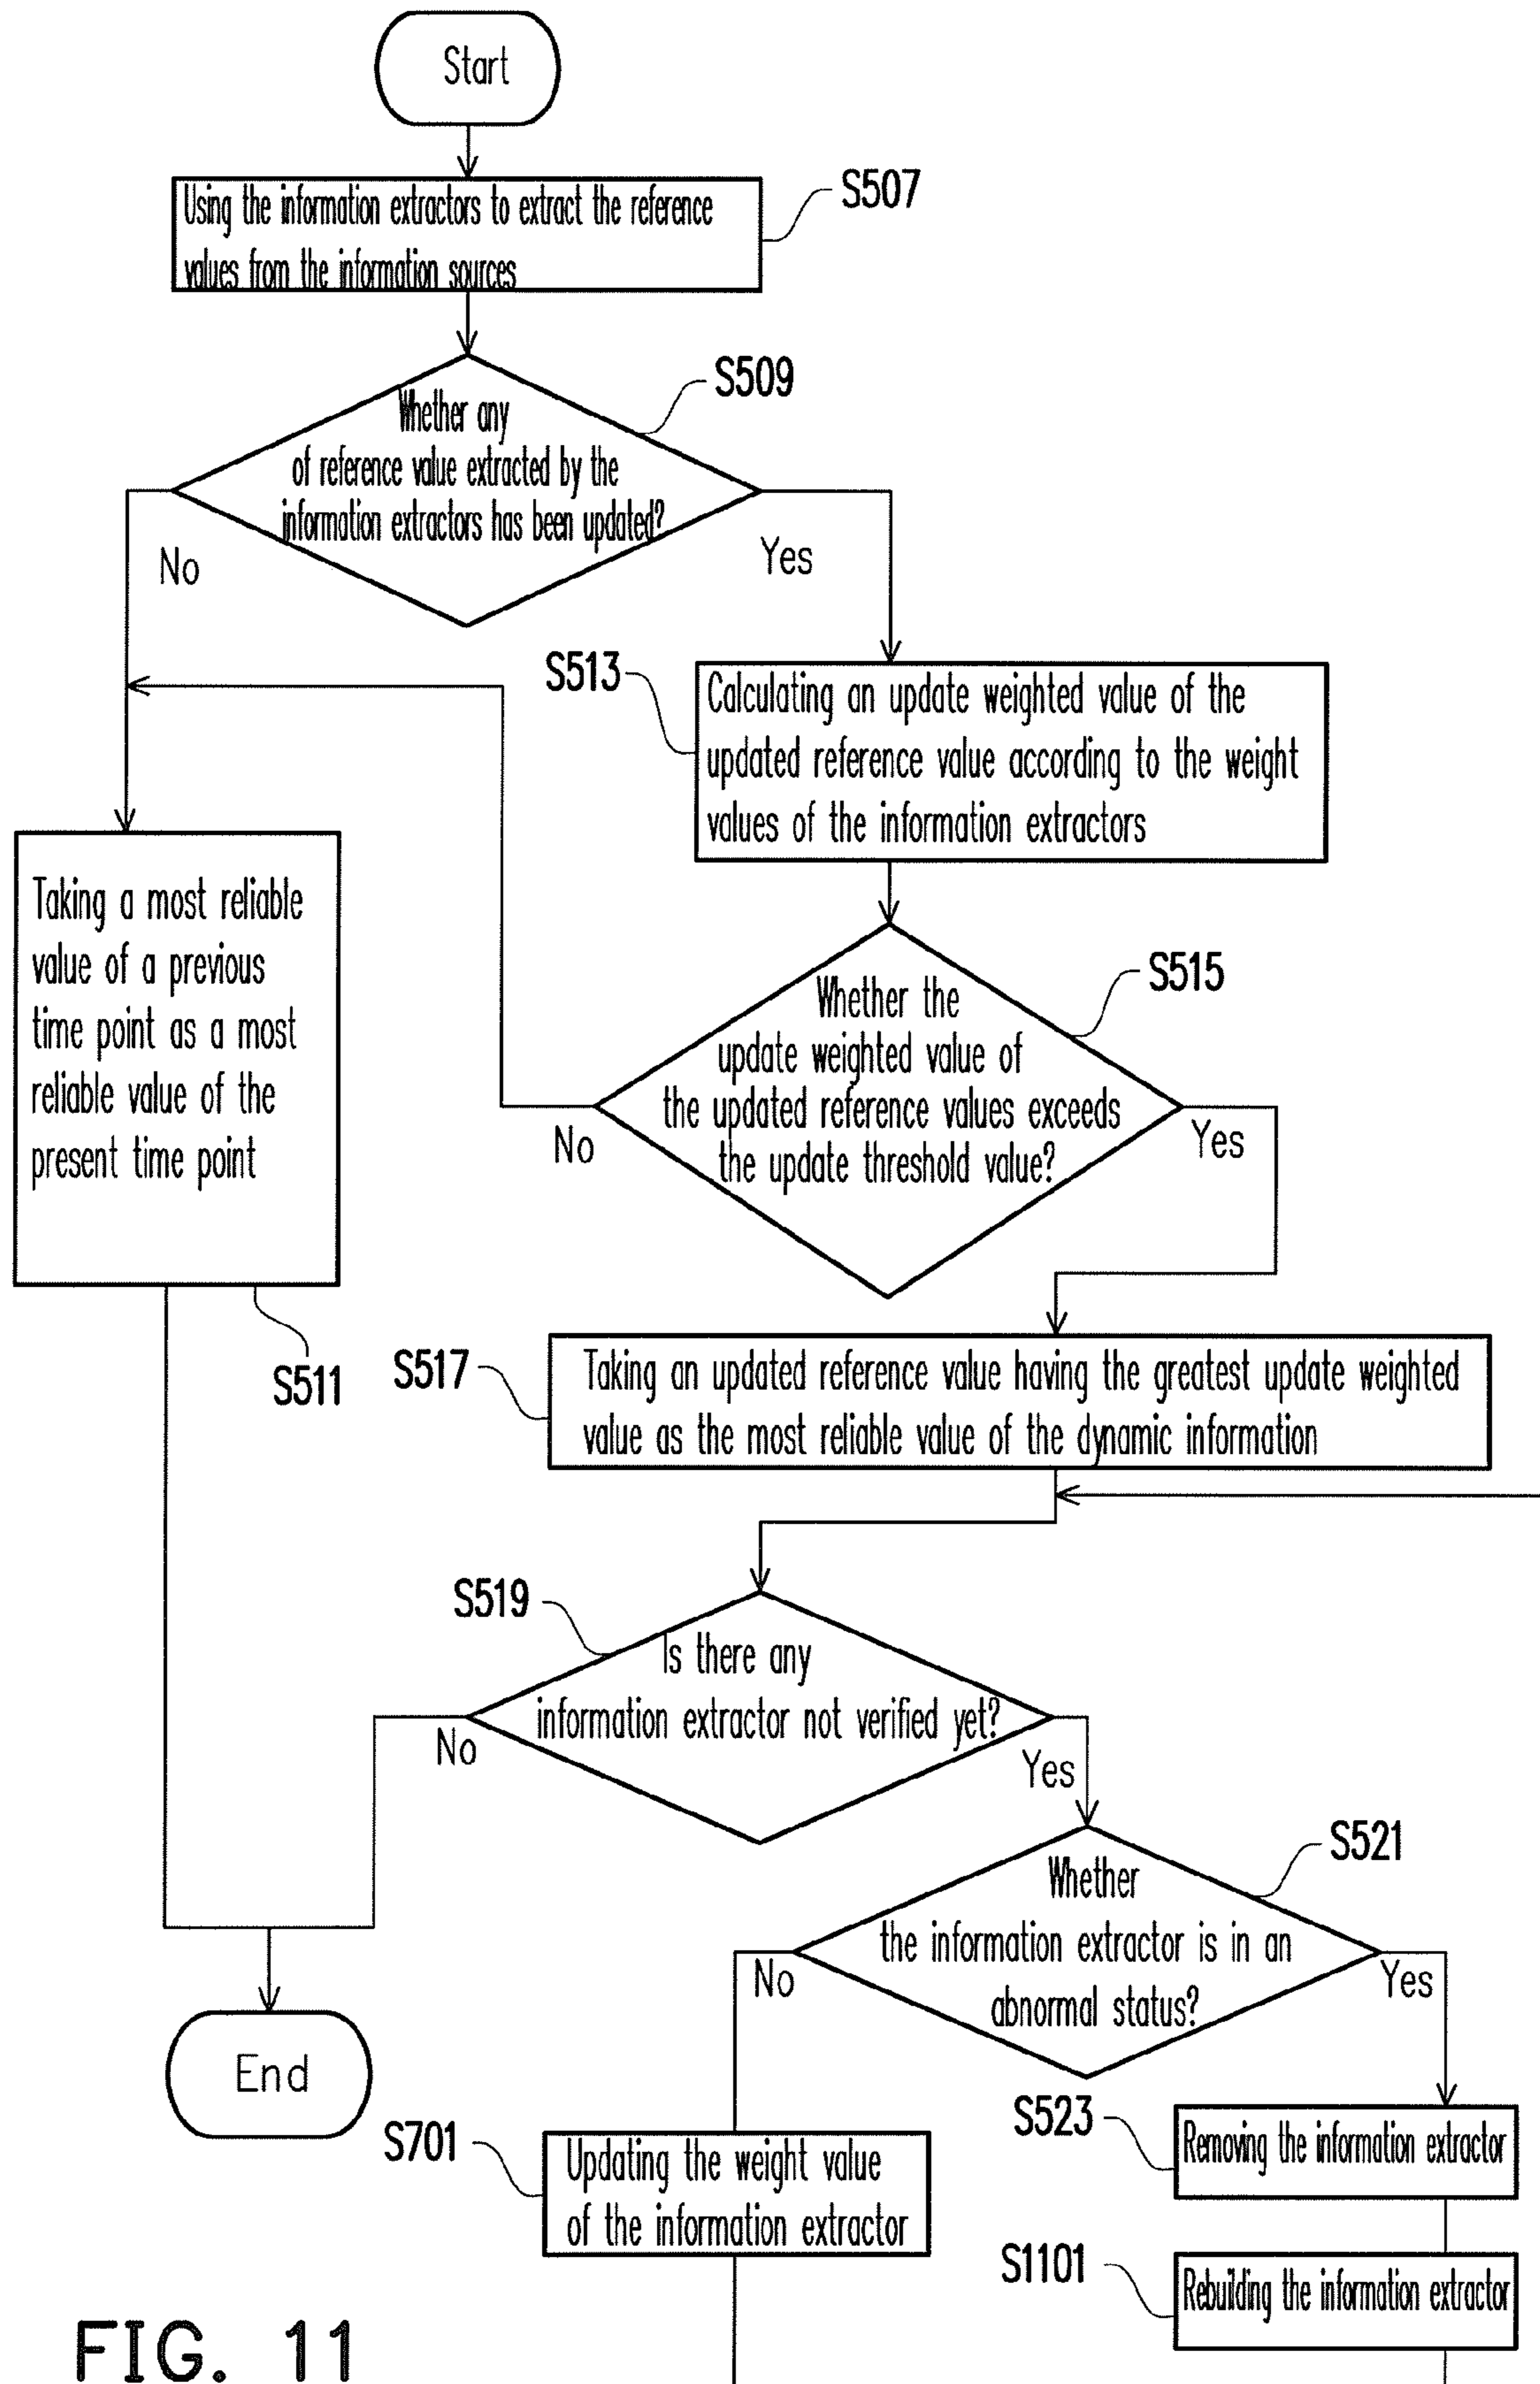 Start
Using the information extractors to extract the reference
values from the information sources
S507
Whether any
of reference value extracted by the
information extractors has been updated?
S509
No
Yes
S513
Calculating an update weighted value of the
updated reference value according to the weight
values of the information extractors
Taking a most reliable
value of a previous
time point as a most
reliable value of the
present time point
S511
Whether the
update weighted value of
the updated reference values exceeds
the update threshold value?
S515
No
Yes
S517
Taking an updated reference value having the greatest update weighted
value as the most reliable value of the dynamic information
S519
Is there any
information extractor not verified yet?
No
Yes
S521
Whether
the information extractor is in an
abnormal status?
No
Yes
End
S523
Removing the information extractor
S701
Updating the weight value
of the information extractor
S1101
Rebuilding the information extractor
FIG. 11